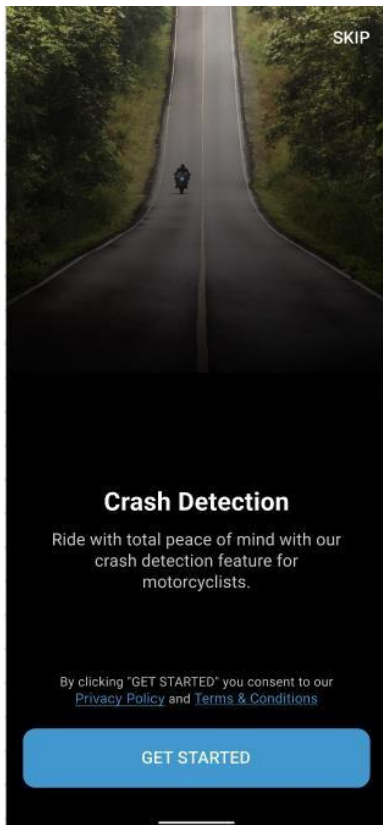 SKIP
Crash Detection
Ride with total peace of mind with our
crash detection feature for
motorcyclists.
By clicking "GET STARTED" you consent to our
Privacy Policy and Terms & Conditions
GET STARTED